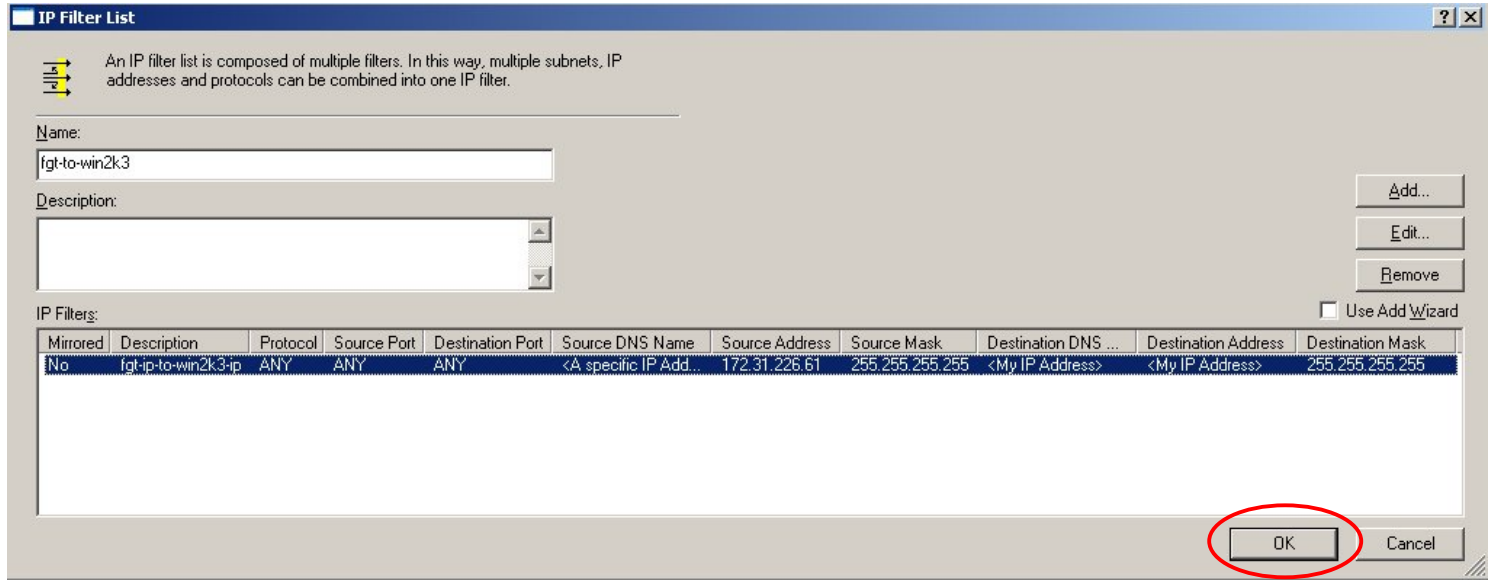 IP Filter List
An IP filter list is composed of multiple filters. In this way, multiple subnets, IP
addresses and protocols can be combined into one IP filter.
Name:
fgt-to-win2k3
Description:
Add...
Edit...
Remove
IP Filters:
Use Add Wizard
Mirrored Description Protocol Source Port Destination Port Source DNS Name Source Address Source Mask Destination DNS ... Destination Address Destination Mask
No fgt-ip-to-win2k3-ip ANY ANY ANY <A specific IP Add... 172.31.226.61 255.255.255.255 <My IP Address> <My IP Address> 255.255.255.255
OK Cancel